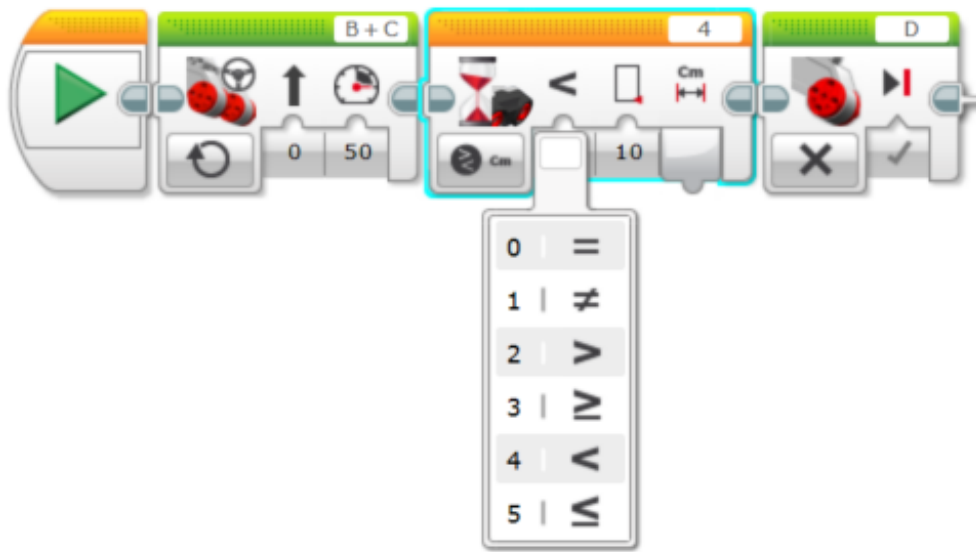 B + C 4 D
< Cm
0 50 Cm 10
0 | =
1 | ≠
2 | >
3 | ≥
4 | <
5 | ≤